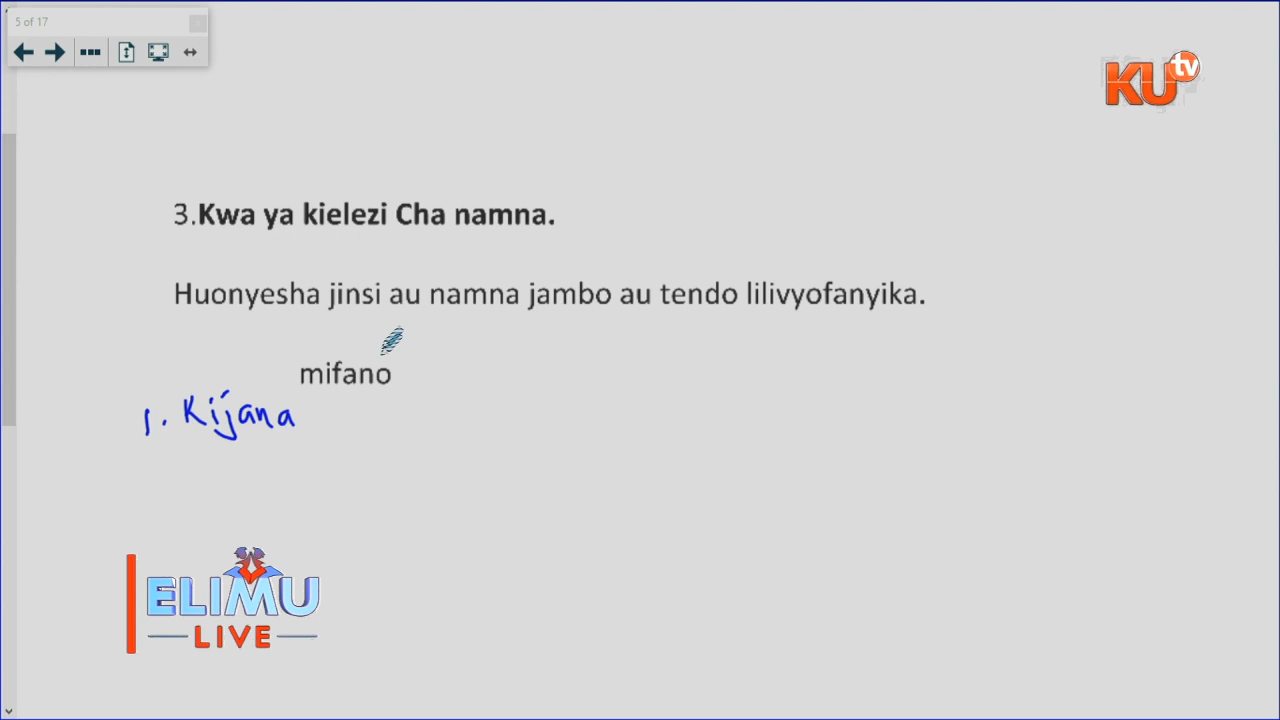 5 of 17
KU tv
3.Kwa ya kielezi Cha namna.
Huonyesha jinsi au namna jambo au tendo lilivyofanyika.
mifano
1. Kijana
ELIMU
LIVE